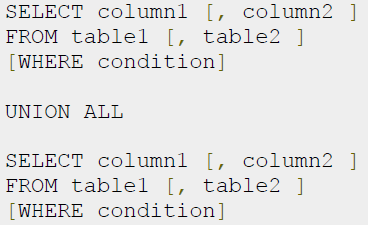 SELECT column1 [, column2 ]
FROM table1 [, table2 ]
[WHERE condition]
UNION ALL
SELECT column1 [, column2 ]
FROM table1 [, table2 ]
[WHERE condition]